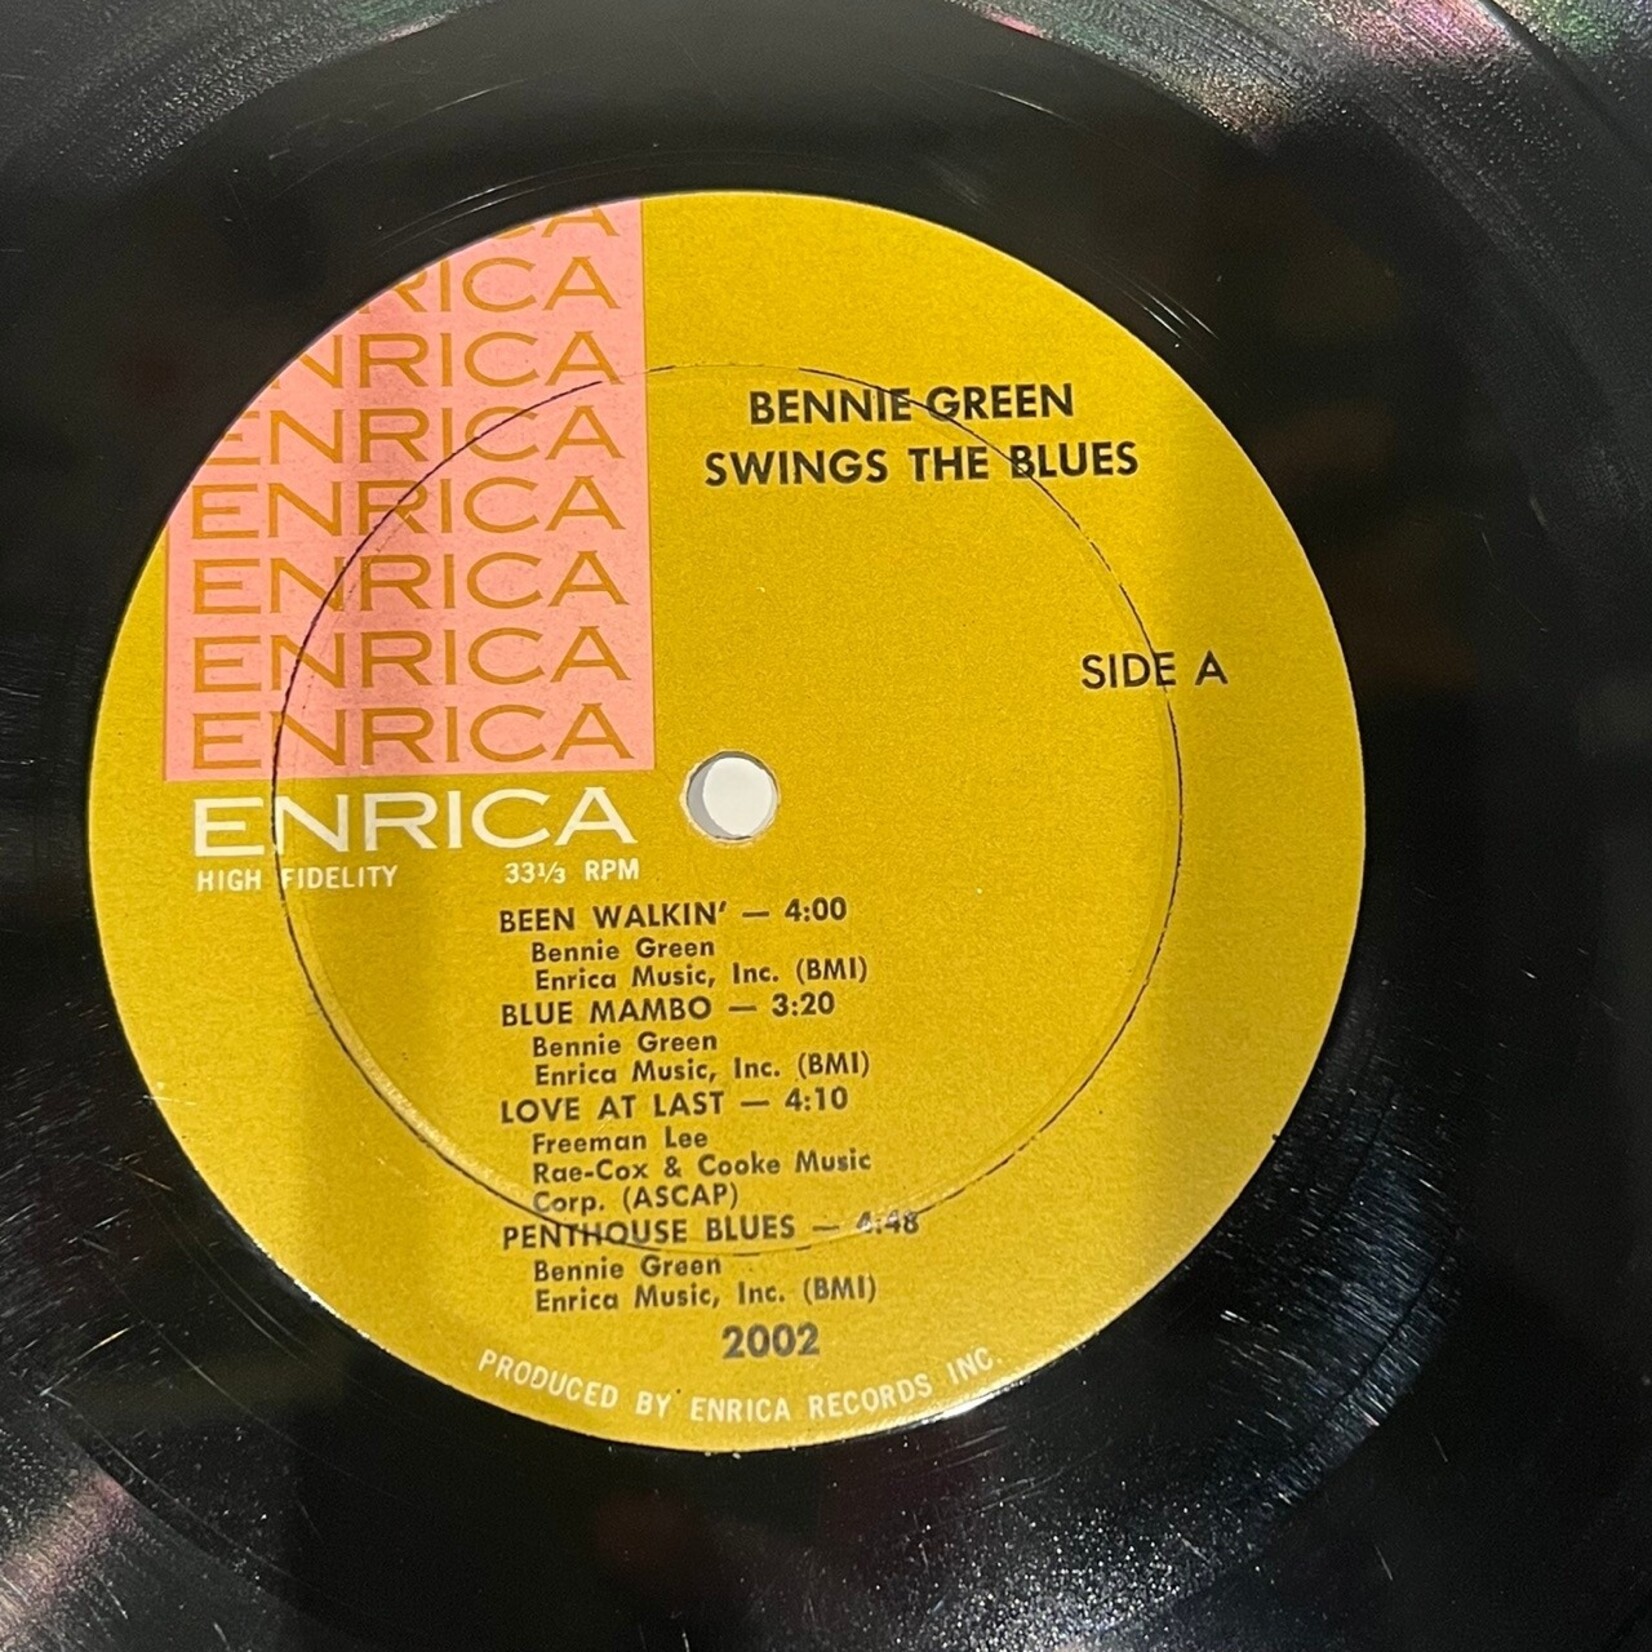 CA
RICA
ENRICA
ENRICA
ENRICA
ENRICA
ENRICA
ENRICA
ENRICA
HIGH FIDELITY 33⅓ RPM
BENNIE GREEN
SWINGS THE BLUES
SIDE A
BEEN WALKIN' — 4:00
Bennie Green
Enrica Music, Inc. (BMI)
BLUE MAMBO — 3:20
Bennie Green
Enrica Music, Inc. (BMI)
LOVE AT LAST — 4:10
Freeman Lee
Rae-Cox & Cooke Music
Corp. (ASCAP)
PENTHOUSE BLUES — 4:48
Bennie Green
Enrica Music, Inc. (BMI)
2002
PRODUCED BY ENRICA RECORDS INC.